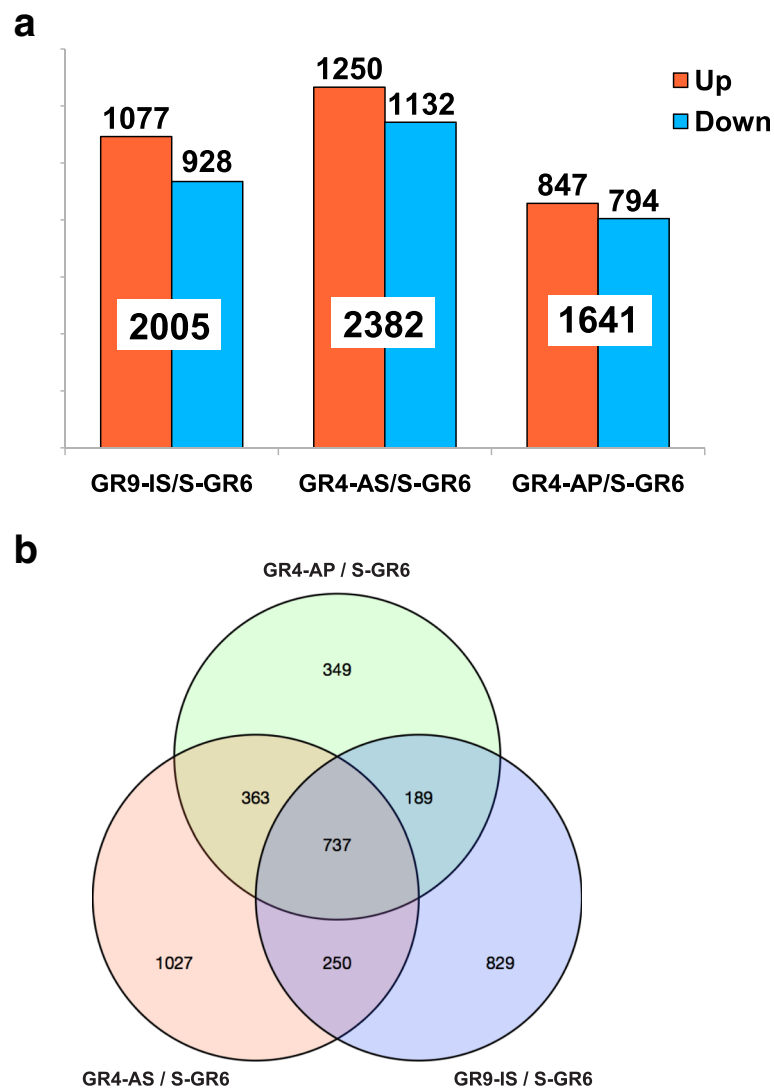 a
1250
1132
1077
928
847
794
Up
Down
2005
2382
1641
GR9-IS/S-GR6
GR4-AS/S-GR6
GR4-AP/S-GR6
b
GR4-AP / S-GR6
349
363
189
737
1027
250
829
GR4-AS / S-GR6
GR9-IS / S-GR6